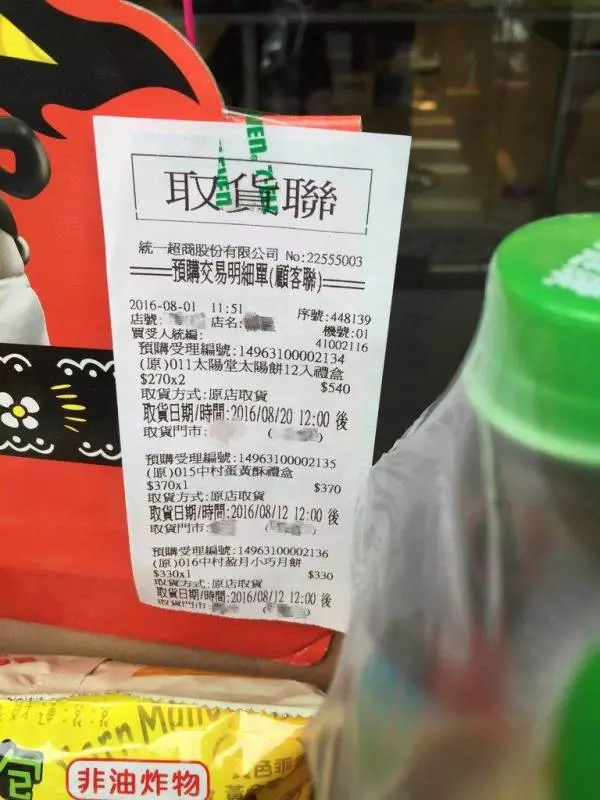 取貨聯
統一超商股份有限公司 No:22555003
預購交易明細單(顧客聯)
2016-08-01 11:51 序號:448139
店號: 店名: 機號:01
買受人統編: 41002116
預購受理編號:14963100002134
(原)011太陽堂太陽餅12入禮盒
$270x2 $540
取貨方式:原店取貨
取貨日期/時間:2016/08/20 12:00 後
取貨門市: ( )
預購受理編號:14963100002135
(原)015中村蛋黃酥禮盒
$370x1 $370
取貨方式:原店取貨
取貨日期/時間:2016/08/12 12:00 後
取貨門市: ( )
預購受理編號:14963100002136
(原)016中村盈月小巧月餅
$330x1 $330
取貨方式:原店取貨
取貨日期/時間:2016/08/12 12:00 後
取貨門市: ( )
非油炸物